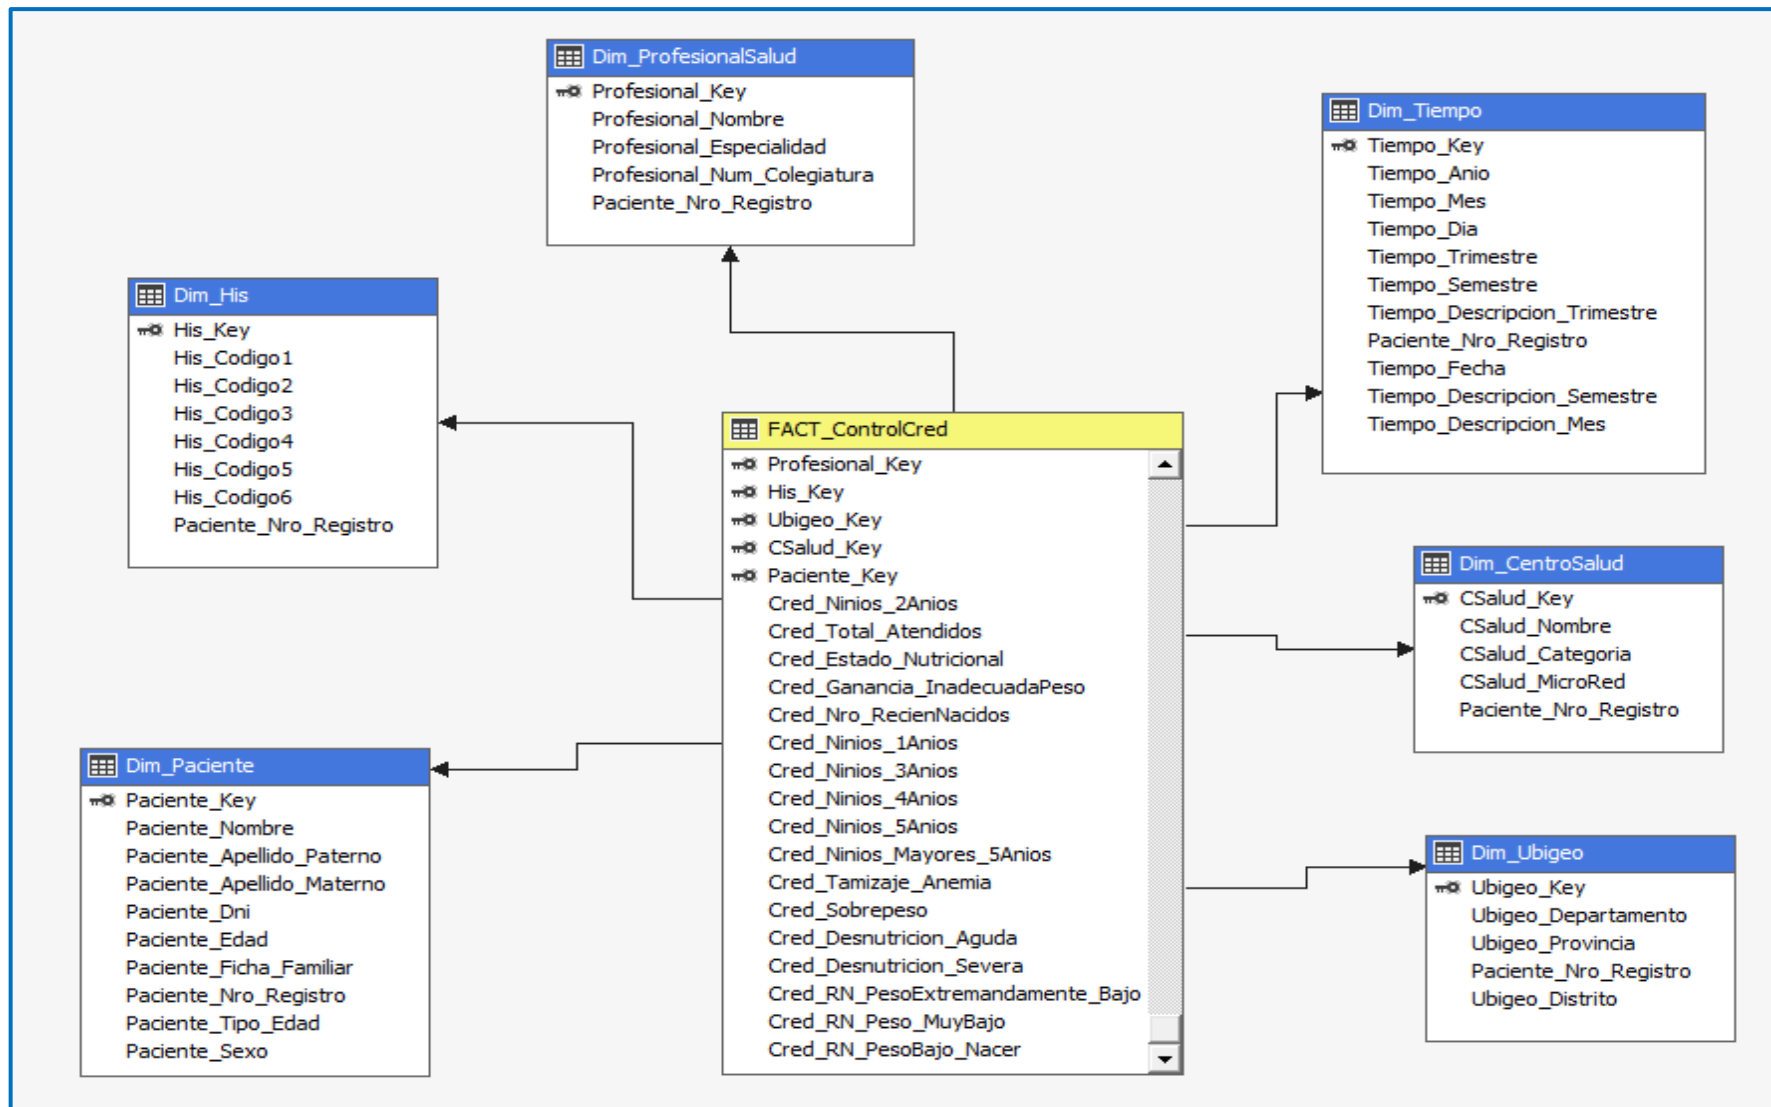 Dim_ProfesionalSalud
Profesional_Key
Profesional_Nombre
Profesional_Especialidad
Profesional_Num_Colegiatura
Paciente_Nro_Registro
Dim_Tiempo
Tiempo_Key
Tiempo_Anio
Tiempo_Mes
Tiempo_Dia
Tiempo_Trimestre
Tiempo_Semestre
Tiempo_Descripcion_Trimestre
Paciente_Nro_Registro
Tiempo_Fecha
Tiempo_Descripcion_Semestre
Tiempo_Descripcion_Mes
Dim_His
His_Key
His_Codigo1
His_Codigo2
His_Codigo3
His_Codigo4
His_Codigo5
His_Codigo6
Paciente_Nro_Registro
FACT_ControlCred
Profesional_Key
His_Key
Ubigeo_Key
CSalud_Key
Paciente_Key
Cred_Ninios_2Anios
Cred_Total_Atendidos
Cred_Estado_Nutricional
Cred_Ganancia_InadecuadaPeso
Cred_Nro_RecienNacidos
Cred_Ninios_1Anios
Cred_Ninios_3Anios
Cred_Ninios_4Anios
Cred_Ninios_5Anios
Cred_Ninios_Mayores_5Anios
Cred_Tamizaje_Anemia
Cred_Sobrepeso
Cred_Desnutricion_Aguda
Cred_Desnutricion_Severa
Cred_RN_PesoExtremandamente_Bajo
Cred_RN_Peso_MuyBajo
Cred_RN_PesoBajo_Nacer
Dim_CentroSalud
CSalud_Key
CSalud_Nombre
CSalud_Categoria
CSalud_MicroRed
Paciente_Nro_Registro
Dim_Paciente
Paciente_Key
Paciente_Nombre
Paciente_Apellido_Paterno
Paciente_Apellido_Materno
Paciente_Dni
Paciente_Edad
Paciente_Ficha_Familiar
Paciente_Nro_Registro
Paciente_Tipo_Edad
Paciente_Sexo
Dim_Ubigeo
Ubigeo_Key
Ubigeo_Departamento
Ubigeo_Provincia
Paciente_Nro_Registro
Ubigeo_Distrito